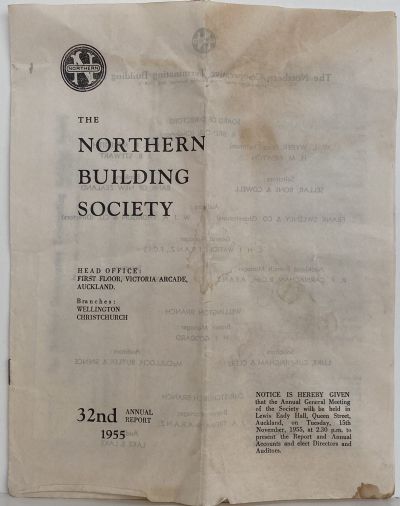 NORTHERN
N
THE
NORTHERN
BUILDING
SOCIETY
HEAD OFFICE:
FIRST FLOOR, VICTORIA ARCADE,
AUCKLAND.
Branches:
WELLINGTON
CHRISTCHURCH
32nd ANNUAL
REPORT
1955
NOTICE IS HEREBY GIVEN
that the Annual General Meeting
of the Society will be held in
Lewis Eady Hall, Queen Street,
Auckland, on Tuesday, 15th
November, 1955, at 2.30 p.m. to
present the Report and Annual
Accounts and elect Directors and
Auditors.